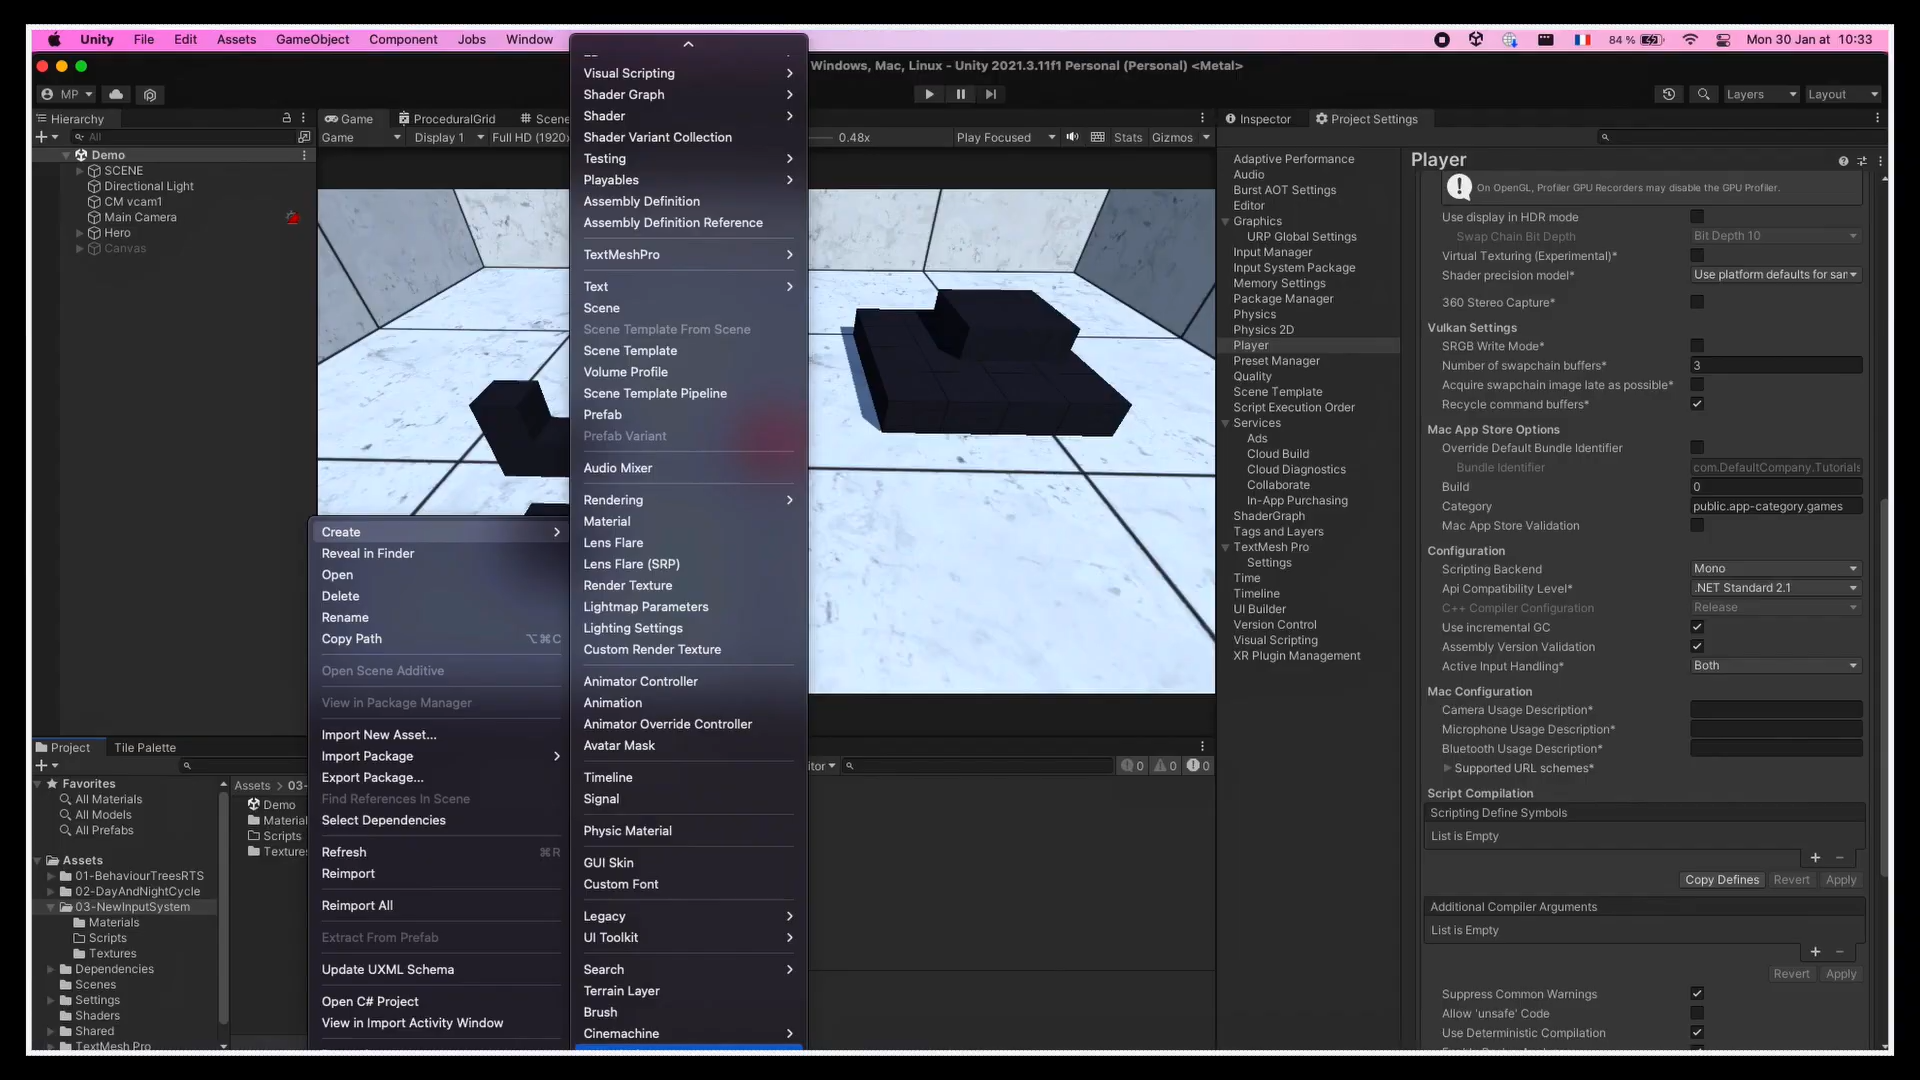 Unity File Edit Assets GameObject Component Jobs Window
84 % Mon 30 Jan at 10:33
Windows, Mac, Linux - Unity 2021.3.11f1 Personal (Personal) <Metal>
MP
Layers Layout
Hierarchy
All
Demo
SCENE
Directional Light
CM vcam1
Main Camera
Hero
Canvas
Game ProceduralGrid Scene
Game Display 1 Full HD (1920x 0.48x Play Focused Stats Gizmos
Visual Scripting
Shader Graph
Shader
Shader Variant Collection
Testing
Playables
Assembly Definition
Assembly Definition Reference
TextMeshPro
Text
Scene
Scene Template From Scene
Scene Template
Volume Profile
Scene Template Pipeline
Prefab
Prefab Variant
Audio Mixer
Rendering
Material
Lens Flare
Lens Flare (SRP)
Render Texture
Lightmap Parameters
Lighting Settings
Custom Render Texture
Animator Controller
Animation
Animator Override Controller
Avatar Mask
Timeline
Signal
Physic Material
GUI Skin
Custom Font
Legacy
UI Toolkit
Search
Terrain Layer
Brush
Cinemachine
Create
Reveal in Finder
Open
Delete
Rename
Copy Path ⌥⌘C
Open Scene Additive
View in Package Manager
Import New Asset...
Import Package
Export Package...
Find References In Scene
Select Dependencies
Refresh ⌘R
Reimport
Reimport All
Extract From Prefab
Update UXML Schema
Open C# Project
View in Import Activity Window
Project Tile Palette
Favorites
All Materials
All Models
All Prefabs
Assets
01-BehaviourTreesRTS
02-DayAndNightCycle
03-NewInputSystem
Materials
Scripts
Textures
Dependencies
Scenes
Settings
Shaders
Shared
TextMesh Pro
Assets > 03-
Demo
Material
Scripts
Textures
itor
0 0 0
Inspector Project Settings
Adaptive Performance
Audio
Burst AOT Settings
Editor
Graphics
URP Global Settings
Input Manager
Input System Package
Memory Settings
Package Manager
Physics
Physics 2D
Player
Preset Manager
Quality
Scene Template
Script Execution Order
Services
Ads
Cloud Build
Cloud Diagnostics
Collaborate
In-App Purchasing
ShaderGraph
Tags and Layers
TextMesh Pro
Settings
Time
Timeline
UI Builder
Version Control
Visual Scripting
XR Plugin Management
Player
On OpenGL, Profiler GPU Recorders may disable the GPU Profiler.
Use display in HDR mode
Swap Chain Bit Depth Bit Depth 10
Virtual Texturing (Experimental)*
Shader precision model* Use platform defaults for sar
360 Stereo Capture*
Vulkan Settings
SRGB Write Mode*
Number of swapchain buffers* 3
Acquire swapchain image late as possible*
Recycle command buffers*
Mac App Store Options
Override Default Bundle Identifier
Bundle Identifier com.DefaultCompany.Tutorials
Build 0
Category public.app-category.games
Mac App Store Validation
Configuration
Scripting Backend Mono
Api Compatibility Level* .NET Standard 2.1
C++ Compiler Configuration Release
Use incremental GC
Assembly Version Validation
Active Input Handling* Both
Mac Configuration
Camera Usage Description*
Microphone Usage Description*
Bluetooth Usage Description*
Supported URL schemes*
Script Compilation
Scripting Define Symbols
List is Empty
+ −
Copy Defines Revert Apply
Additional Compiler Arguments
List is Empty
+ −
Revert Apply
Suppress Common Warnings
Allow 'unsafe' Code
Use Deterministic Compilation